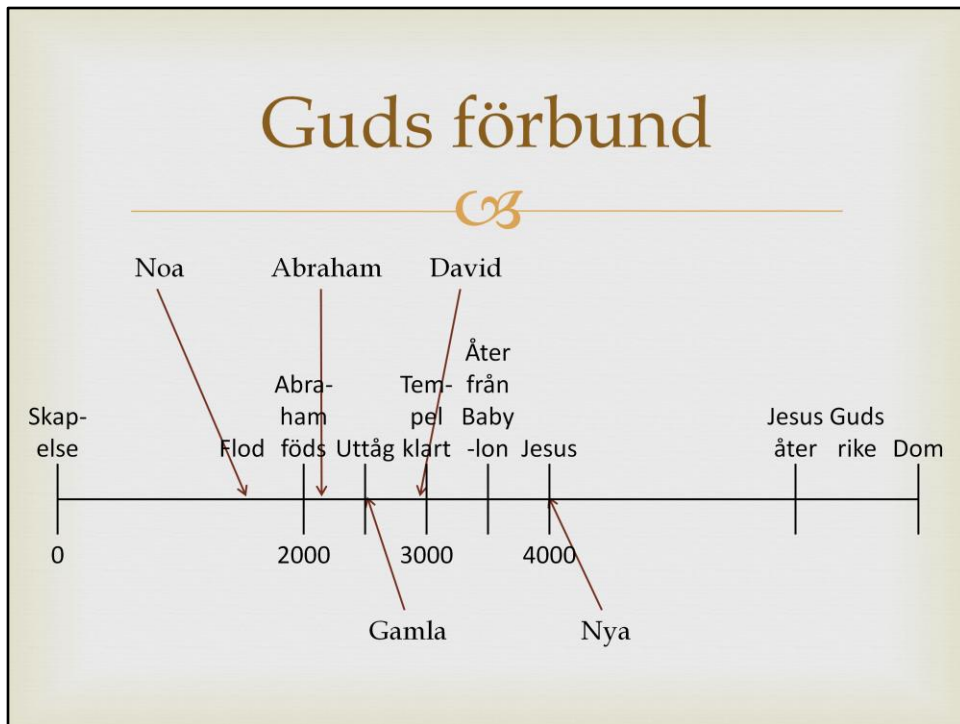 Guds förbund
Noa Abraham David
Skap-
else
Flod
Abra-
ham
föds
Uttåg
Tem-
pel
klart
Åter
från
Baby
-lon
Jesus
Jesus
åter
Guds
rike
Dom
0 2000 3000 4000
Gamla Nya